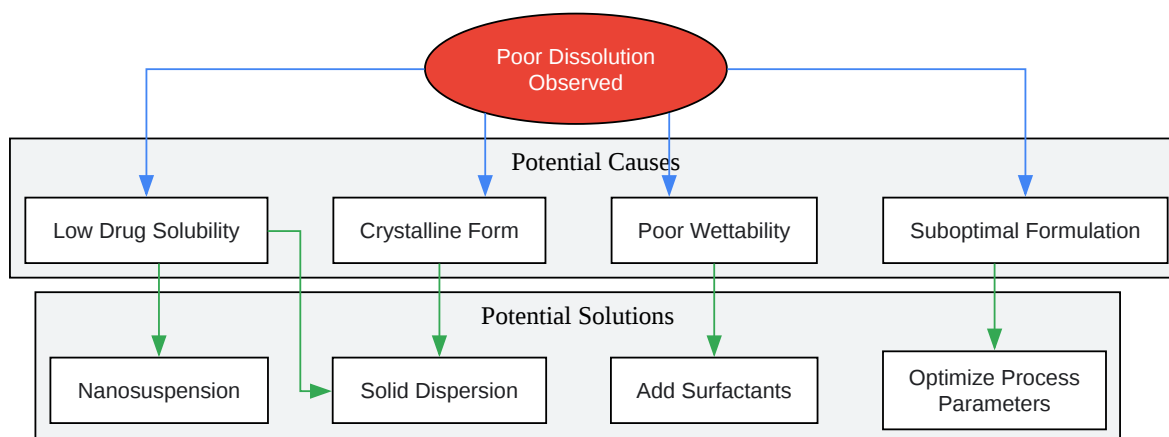 Poor Dissolution
Observed
Potential Causes
Low Drug Solubility
Crystalline Form
Poor Wettability
Suboptimal Formulation
Potential Solutions
Nanosuspension
Solid Dispersion
Add Surfactants
Optimize Process
Parameters